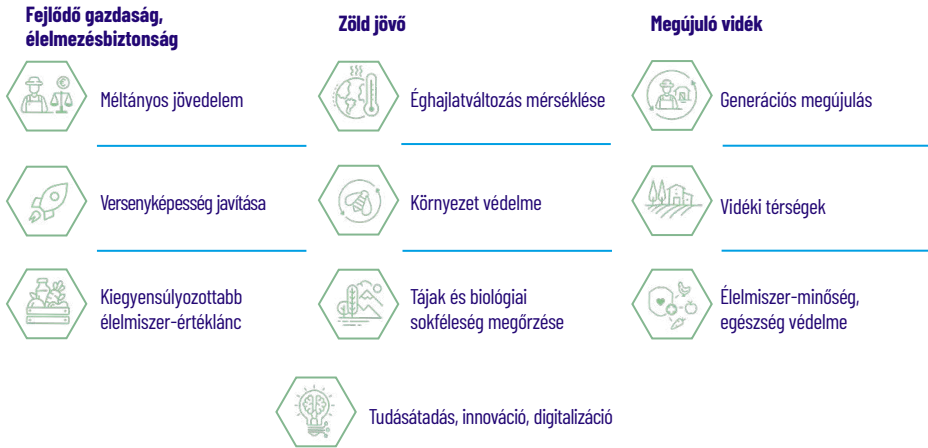 Fejlődő gazdaság,
élelmezésbiztonság
Méltányos jövedelem
Versenyképesség javítása
Kiegyensúlyozottabb
élelmiszer-értéklánc
Zöld jövő
Éghajlatváltozás mérséklése
Környezet védelme
Tájak és biológiai
sokféleség megőrzése
Megújuló vidék
Generációs megújulás
Vidéki térségek
Élelmiszer-minőség,
egészség védelme
Tudásátadás, innováció, digitalizáció